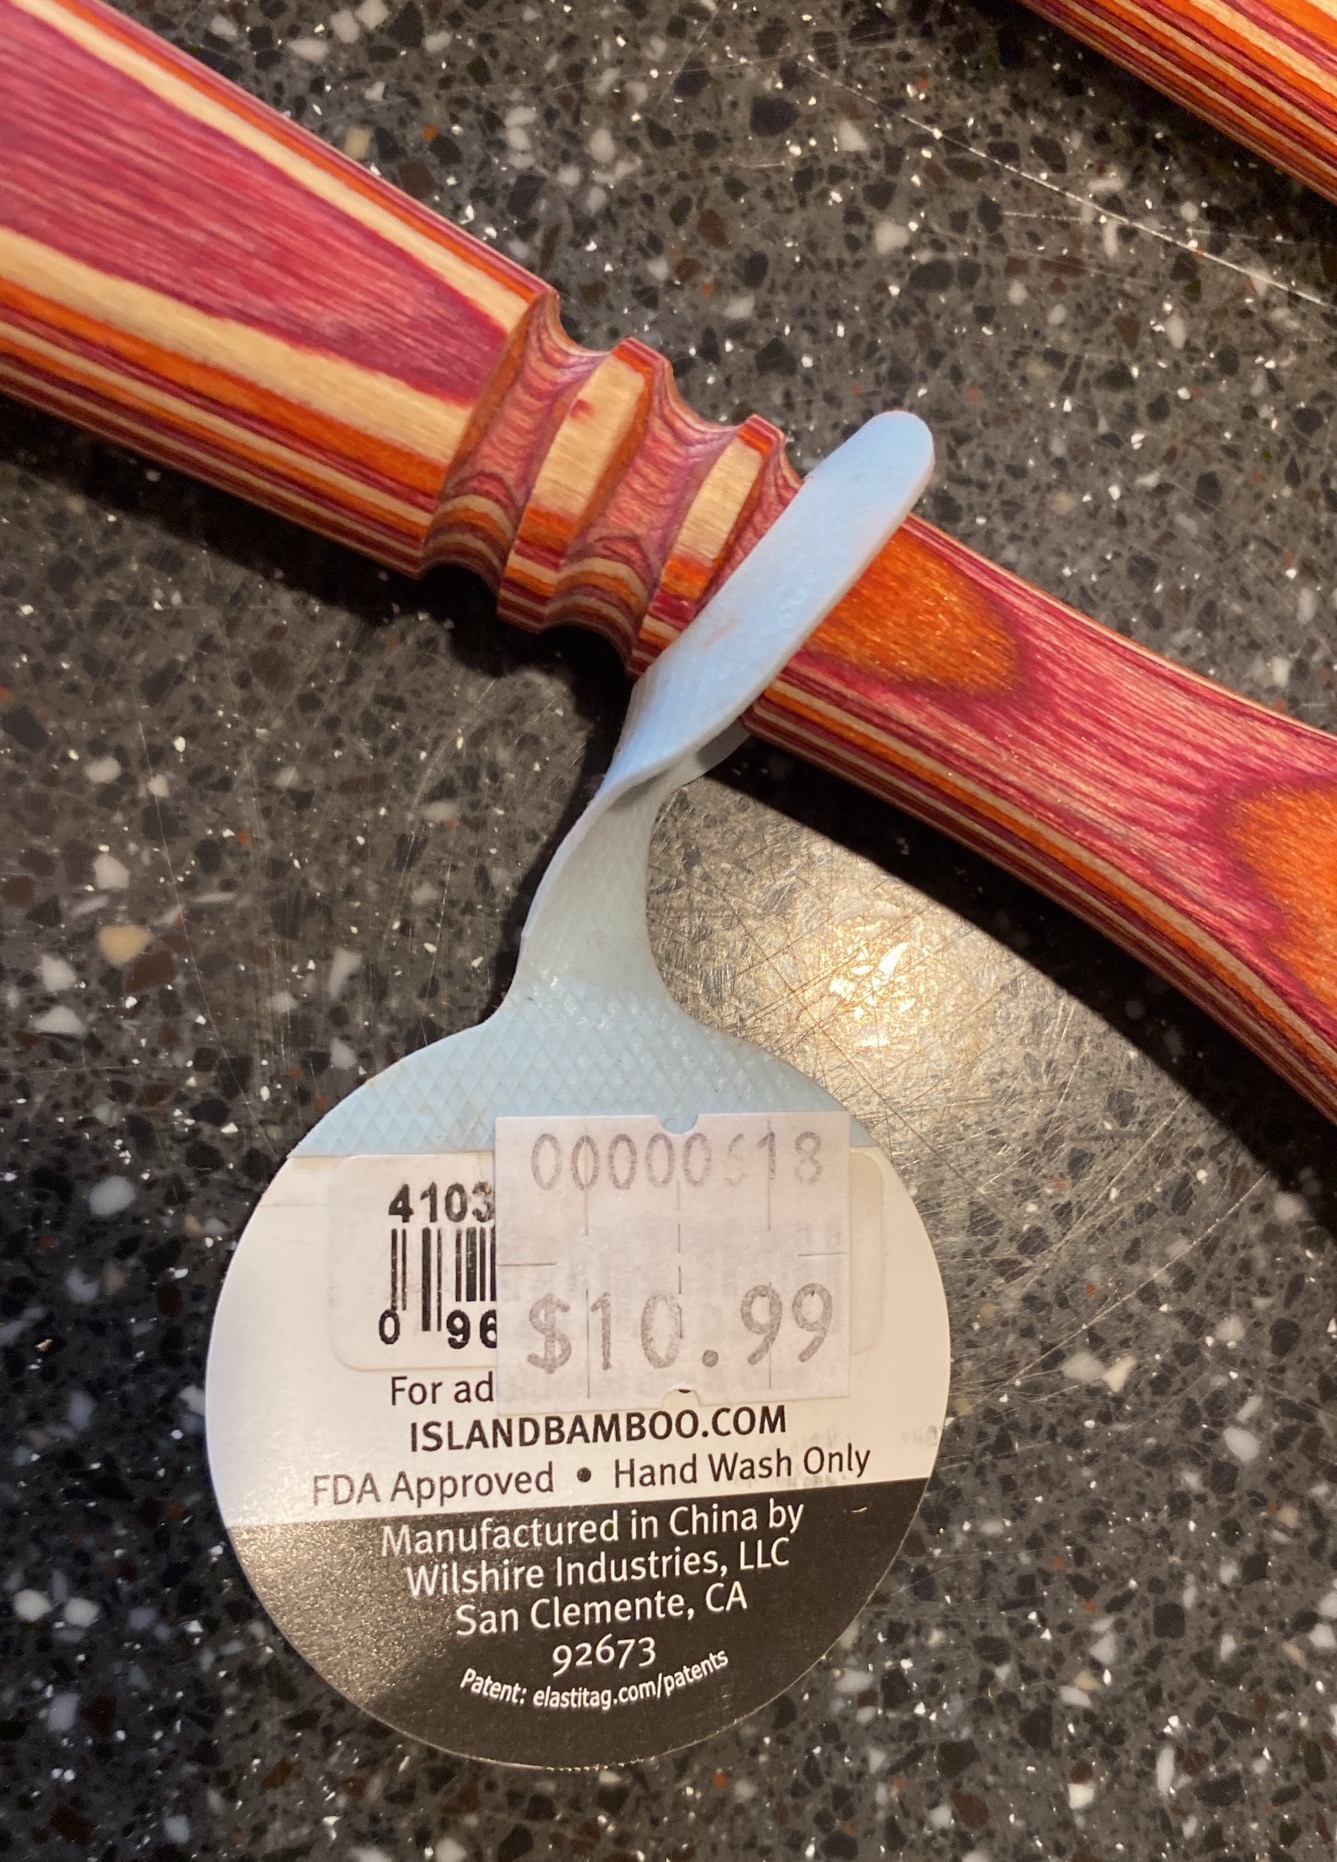 00000518
4103
$10.99
0 96
For ad
ISLANDBAMBOO.COM
FDA Approved • Hand Wash Only
Manufactured in China by
Wilshire Industries, LLC
San Clemente, CA
92673
Patent: elastitag.com/patents